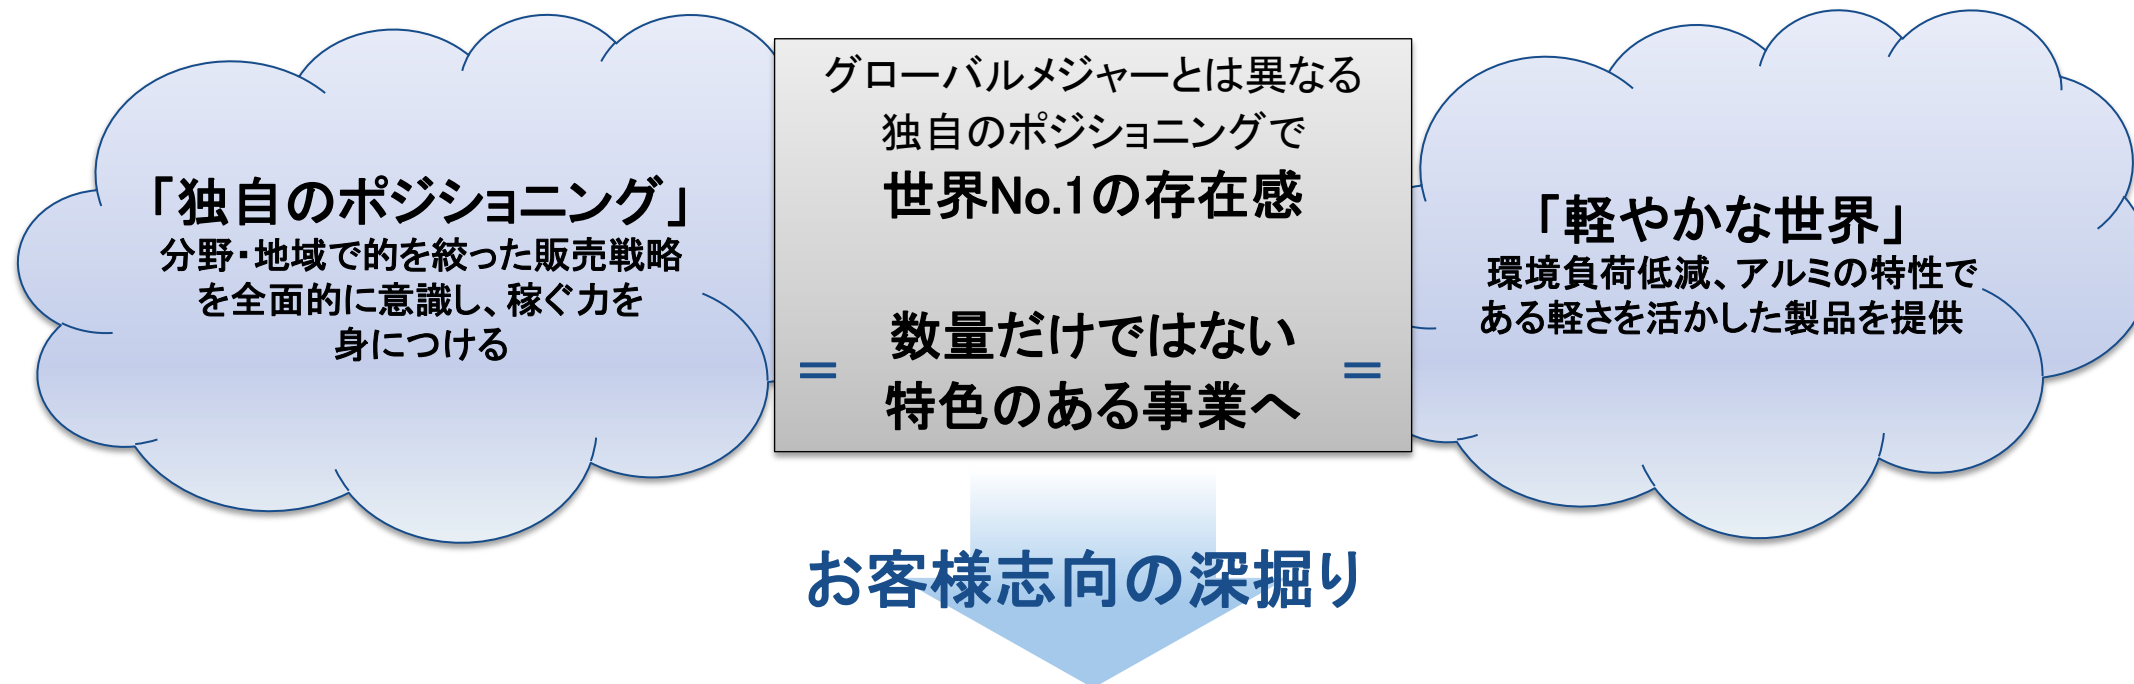 「独自のポジショニング」
分野・地域で的を絞った販売戦略
を全面的に意識し、稼ぐ力を
身につける
グローバルメジャーとは異なる
独自のポジショニングで
世界No.1の存在感
数量だけではない
特色のある事業へ
=
=
「軽やかな世界」
環境負荷低減、アルミの特性で
ある軽さを活かした製品を提供
お客様志向の深掘り